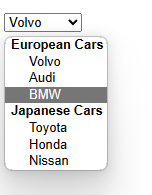 Volvo
European Cars
Volvo
Audi
BMW
Japanese Cars
Toyota
Honda
Nissan